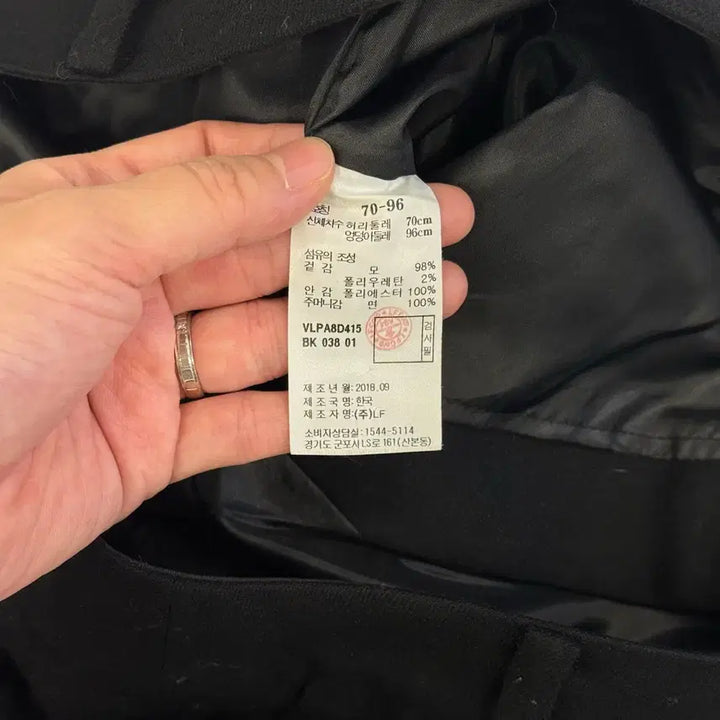 호칭 70-96
신체치수 허리둘레 70cm
엉덩이둘레 96cm
섬유의 조성
겉감 모 98%
폴리우레탄 2%
안감 폴리에스터 100%
주머니감 면 100%
VLPA8D415
BK 038 01
검사필
제조년월:2018.09
제조국명:한국
제조자명:(주)LF
소비자상담실:1544-5114
경기도 군포시LS로 161(산본동)